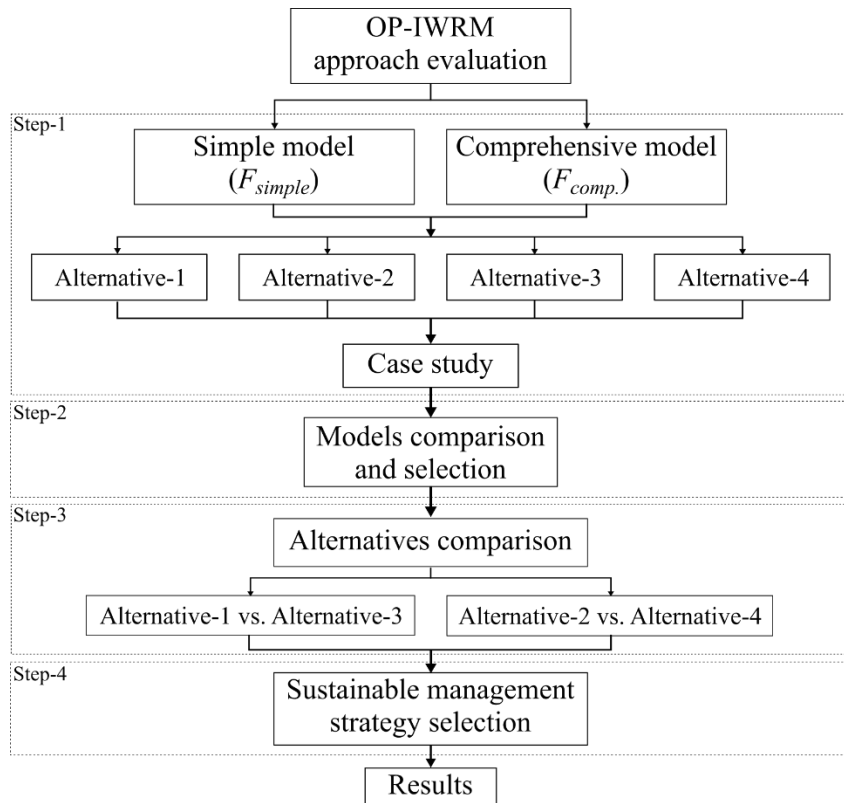 OP-IWRM
approach evaluation
Step-1
Simple model
(F_simple)
Comprehensive model
(F_comp.)
Alternative-1
Alternative-2
Alternative-3
Alternative-4
Case study
Step-2
Models comparison
and selection
Step-3
Alternatives comparison
Alternative-1 vs. Alternative-3
Alternative-2 vs. Alternative-4
Step-4
Sustainable management
strategy selection
Results